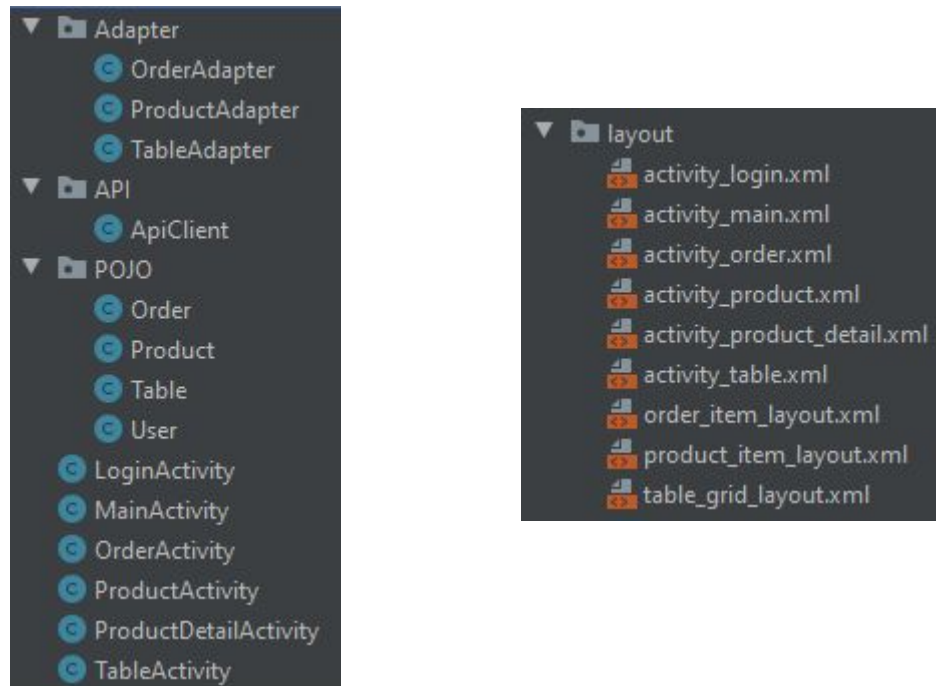 Adapter
OrderAdapter
ProductAdapter
TableAdapter
API
ApiClient
POJO
Order
Product
Table
User
LoginActivity
MainActivity
OrderActivity
ProductActivity
ProductDetailActivity
TableActivity
layout
activity_login.xml
activity_main.xml
activity_order.xml
activity_product.xml
activity_product_detail.xml
activity_table.xml
order_item_layout.xml
product_item_layout.xml
table_grid_layout.xml